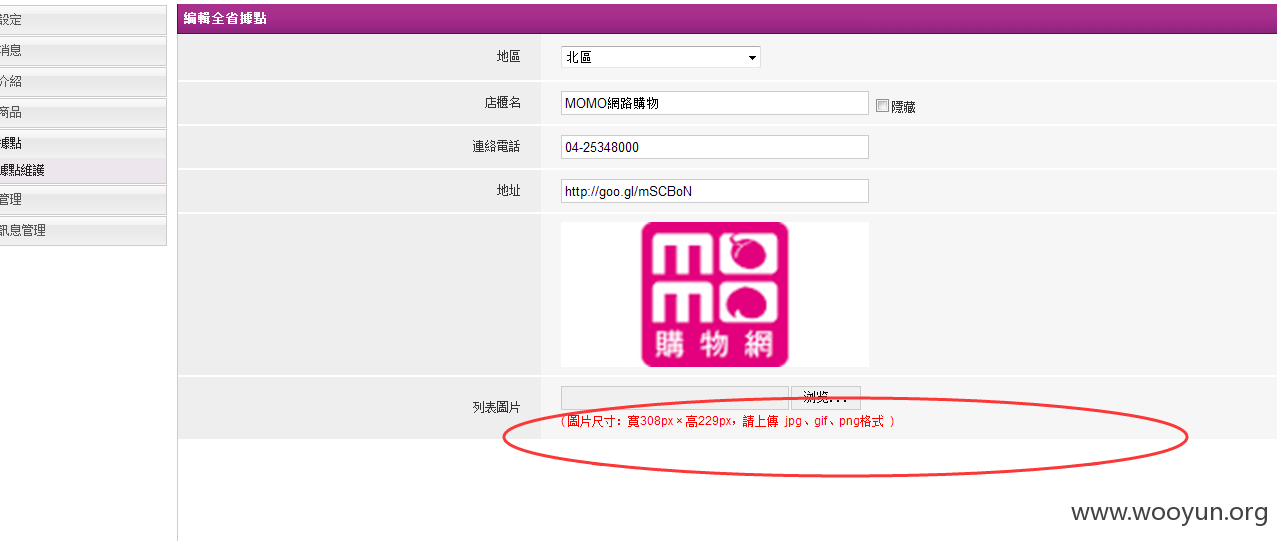 設定
消息
介紹
商品
據點
據點維護
管理
訊息管理
編輯全省據點
地區 北區
店櫃名 MOMO網路購物 隱藏
連絡電話 04-25348000
地址 http://goo.gl/mSCBoN
momo
購物網
列表圖片 浏览...
( 圖片尺寸：寬308px × 高229px，請上傳 jpg、gif、png格式 )
www.wooyun.org